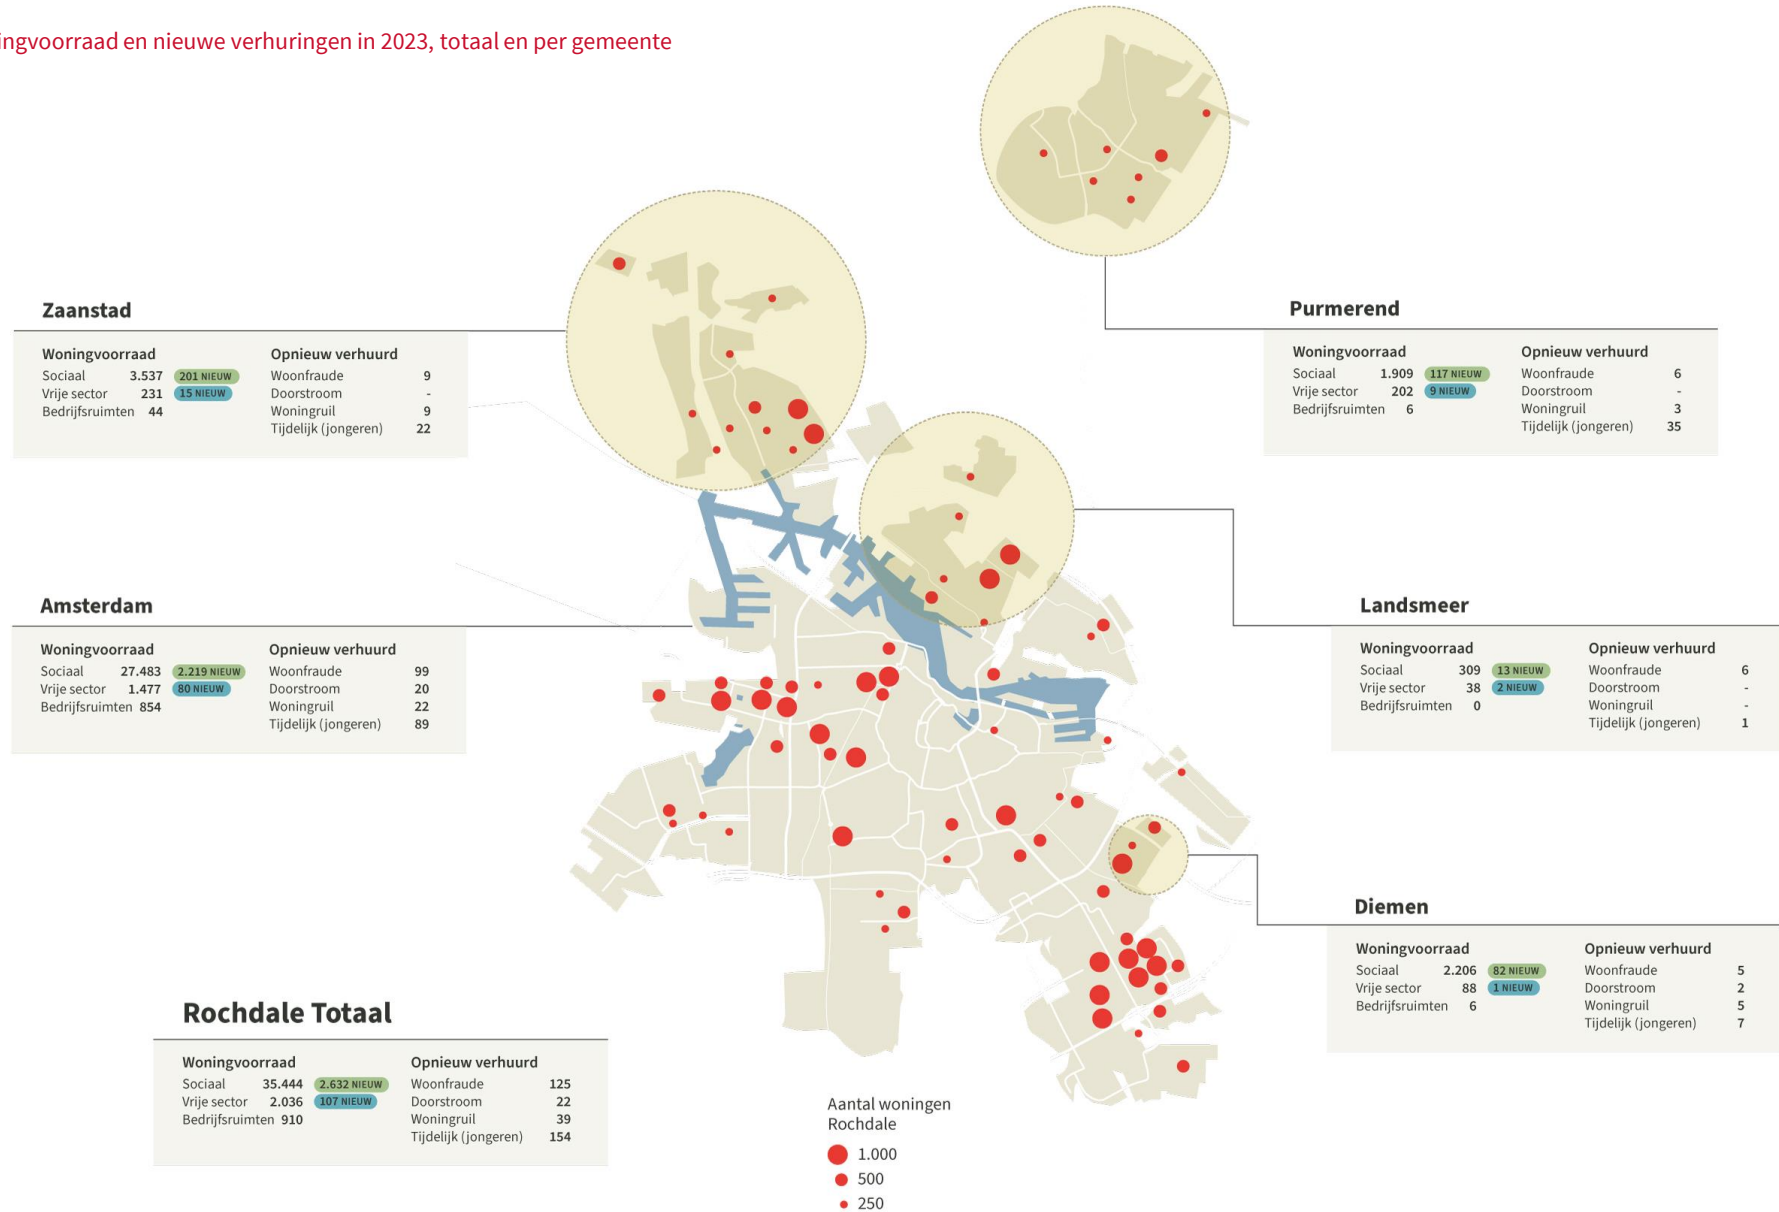 ingvoorraad en nieuwe verhuringen in 2023, totaal en per gemeente
Zaanstad
Woningvoorraad
Sociaal 3.537 201 NIEUW
Vrije sector 231 15 NIEUW
Bedrijfsruimten 44
Opnieuw verhuurd
Woonfraude 9
Doorstroom -
Woningruil 9
Tijdelijk (jongeren) 22
Purmerend
Woningvoorraad
Sociaal 1.909 117 NIEUW
Vrije sector 202 9 NIEUW
Bedrijfsruimten 6
Opnieuw verhuurd
Woonfraude 6
Doorstroom -
Woningruil 3
Tijdelijk (jongeren) 35
Amsterdam
Woningvoorraad
Sociaal 27.483 2.219 NIEUW
Vrije sector 1.477 80 NIEUW
Bedrijfsruimten 854
Opnieuw verhuurd
Woonfraude 99
Doorstroom 20
Woningruil 22
Tijdelijk (jongeren) 89
Landsmeer
Woningvoorraad
Sociaal 309 13 NIEUW
Vrije sector 38 2 NIEUW
Bedrijfsruimten 0
Opnieuw verhuurd
Woonfraude 6
Doorstroom -
Woningruil -
Tijdelijk (jongeren) 1
Diemen
Woningvoorraad
Sociaal 2.206 82 NIEUW
Vrije sector 88 1 NIEUW
Bedrijfsruimten 6
Opnieuw verhuurd
Woonfraude 5
Doorstroom 2
Woningruil 5
Tijdelijk (jongeren) 7
Rochdale Totaal
Woningvoorraad
Sociaal 35.444 2.632 NIEUW
Vrije sector 2.036 107 NIEUW
Bedrijfsruimten 910
Opnieuw verhuurd
Woonfraude 125
Doorstroom 22
Woningruil 39
Tijdelijk (jongeren) 154
Aantal woningen
Rochdale
1.000
500
250